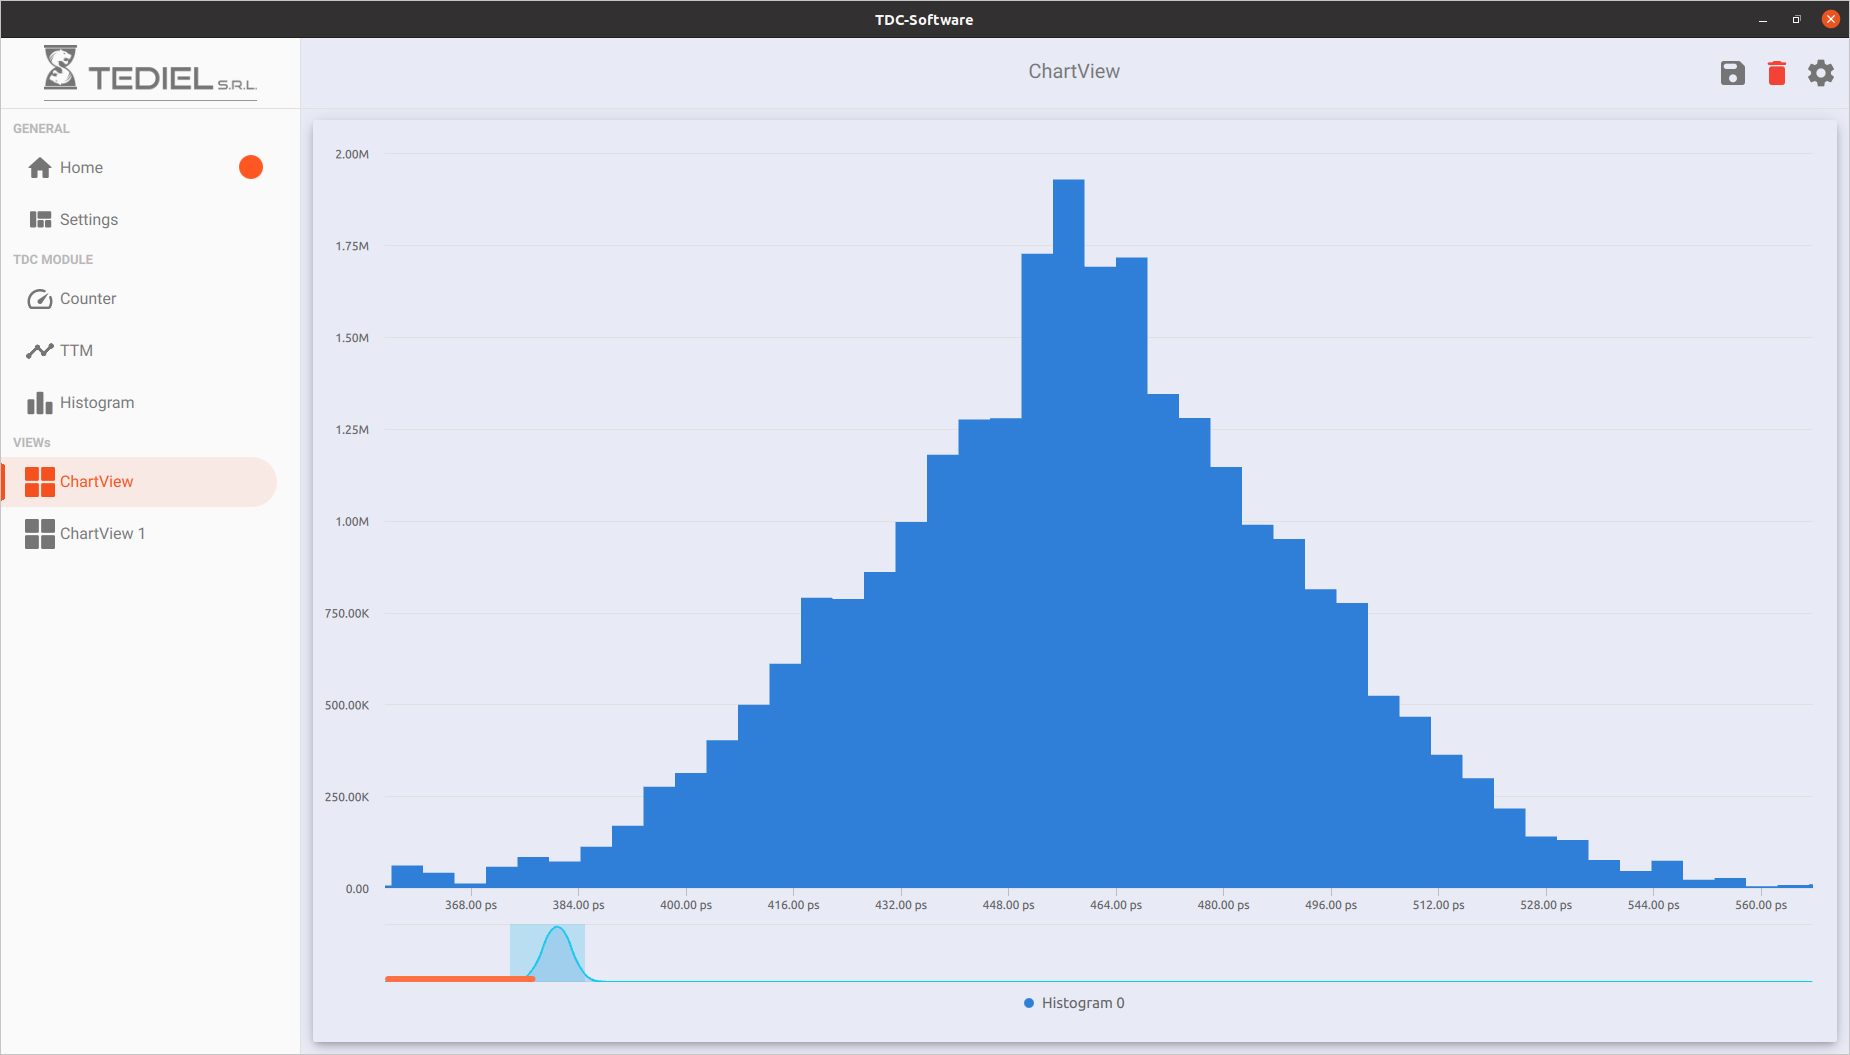 TDC-Software
TEDIEL S.R.L.
ChartView
GENERAL
Home
Settings
TDC MODULE
Counter
TTM
Histogram
VIEWs
ChartView
ChartView 1
2.00M
1.75M
1.50M
1.25M
1.00M
750.00K
500.00K
250.00K
0.00
368.00 ps 384.00 ps 400.00 ps 416.00 ps 432.00 ps 448.00 ps 464.00 ps 480.00 ps 496.00 ps 512.00 ps 528.00 ps 544.00 ps 560.00 ps
Histogram 0